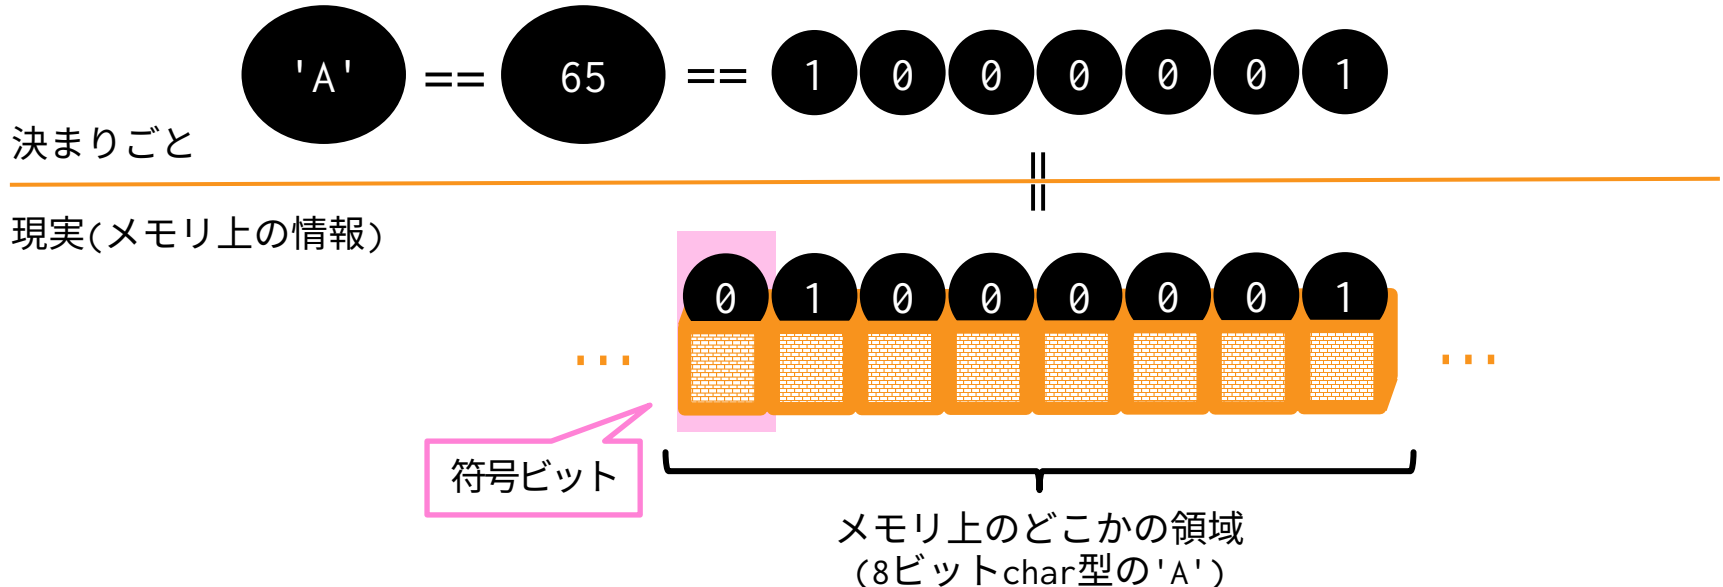 'A' == 65 == 1 0 0 0 0 0 1
決まりごと
||
現実(メモリ上の情報)
0 1 0 0 0 0 0 1
... ...
符号ビット
メモリ上のどこかの領域
(8ビットchar型の'A')